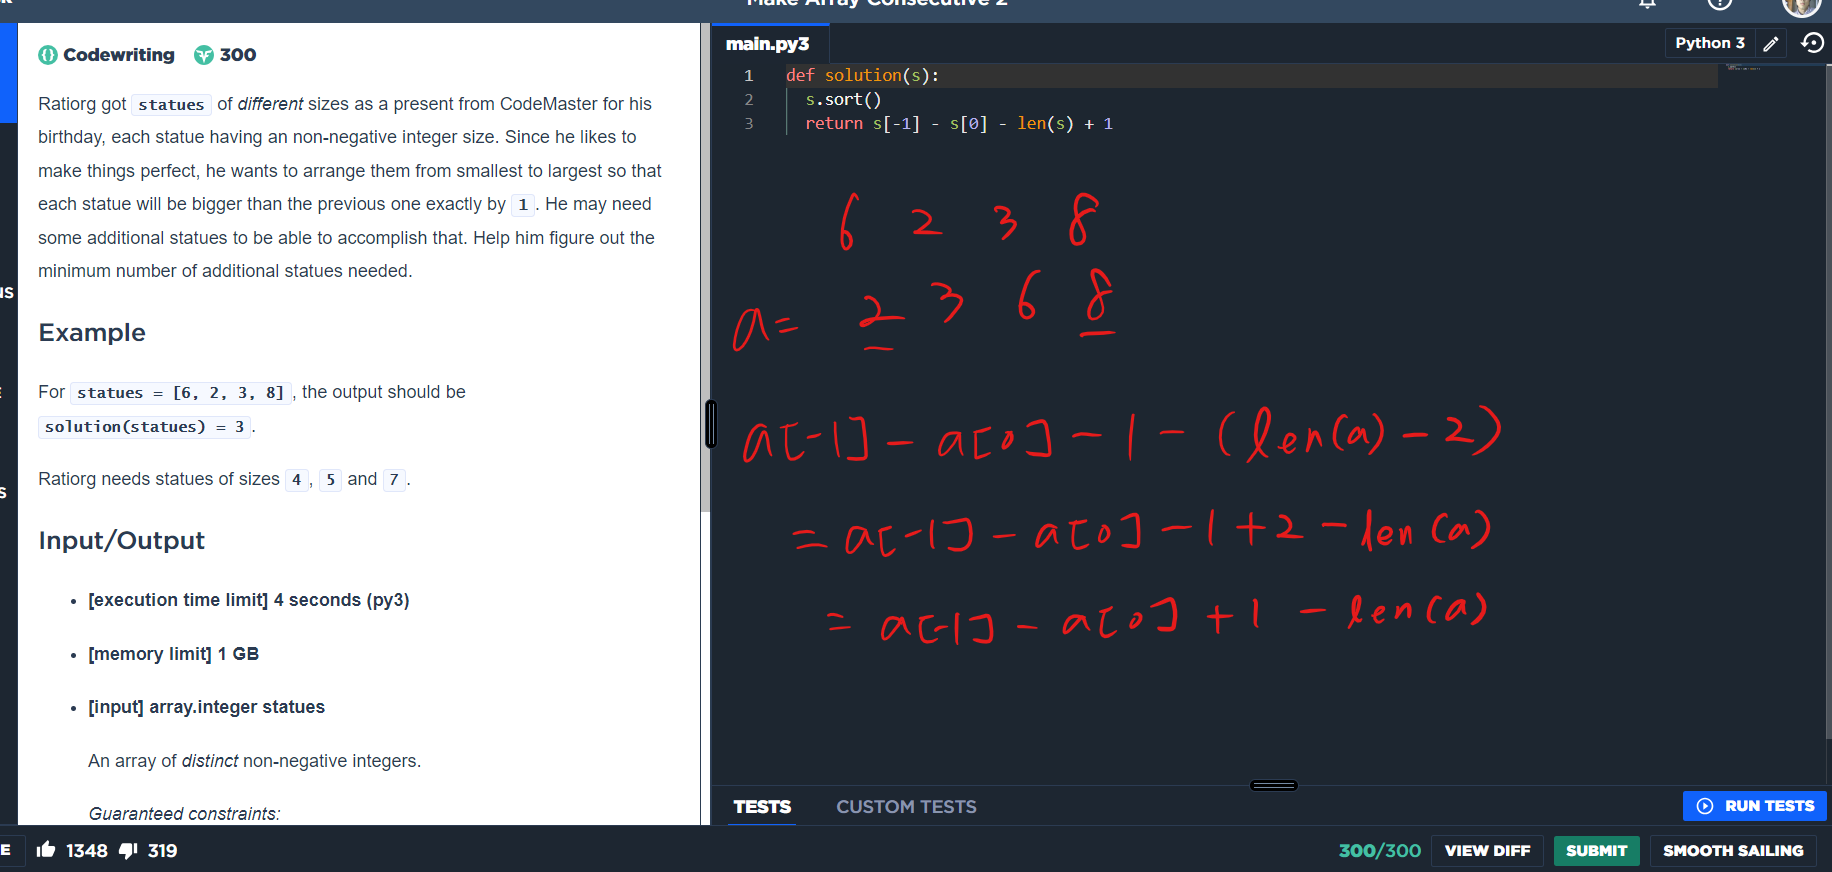 Make Array Consecutive 2
Codewriting 300
Ratiorg got statues of different sizes as a present from CodeMaster for his
birthday, each statue having an non-negative integer size. Since he likes to
make things perfect, he wants to arrange them from smallest to largest so that
each statue will be bigger than the previous one exactly by 1. He may need
some additional statues to be able to accomplish that. Help him figure out the
minimum number of additional statues needed.
Example
For statues = [6, 2, 3, 8], the output should be
solution(statues) = 3.
Ratiorg needs statues of sizes 4, 5 and 7.
Input/Output
• [execution time limit] 4 seconds (py3)
• [memory limit] 1 GB
• [input] array.integer statues
An array of distinct non-negative integers.
Guaranteed constraints:
main.py3
Python 3
1 def solution(s):
2 s.sort()
3 return s[-1] - s[0] - len(s) + 1
6 2 3 8
a= 2 3 6 8
a[-1] - a[0] - 1 - (len(a) - 2)
= a[-1] - a[0] - 1 + 2 - len(a)
= a[-1] - a[0] + 1 - len(a)
TESTS CUSTOM TESTS
RUN TESTS
1348 319
300/300 VIEW DIFF SUBMIT SMOOTH SAILING